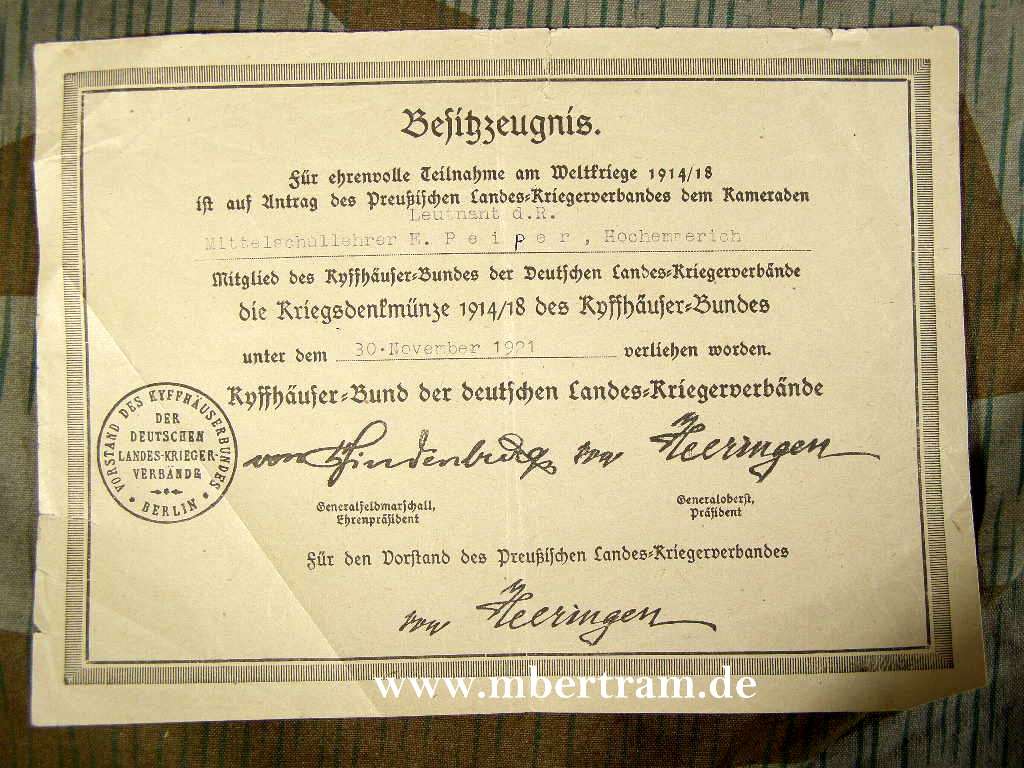 Besitzzeugnis.
Für ehrenvolle Teilnahme am Weltkriege 1914/18
ist auf Antrag des Preußischen Landes-Kriegerverbandes dem Kameraden
Leutnant d.R.
Mittelschullehrer E. Peiper, Hochemmerich
Mitglied des Kyffhäuser-Bundes der Deutschen Landes-Kriegerverbände
die Kriegsdenkmünze 1914/18 des Kyffhäuser-Bundes
unter dem 30.November 1921 verliehen worden.
Kyffhäuser-Bund der deutschen Landes-Kriegerverbände
VORSTAND DES KYFFHÄUSERBUNDES
DER
DEUTSCHEN
LANDES-KRIEGER-
VERBÄNDE
BERLIN
von Hindenburg von Heeringen
Generalfeldmarschall, Generaloberst,
Ehrenpräsident Präsident
Für den Vorstand des Preußischen Landes-Kriegerverbandes
von Heeringen
www.mbertram.de